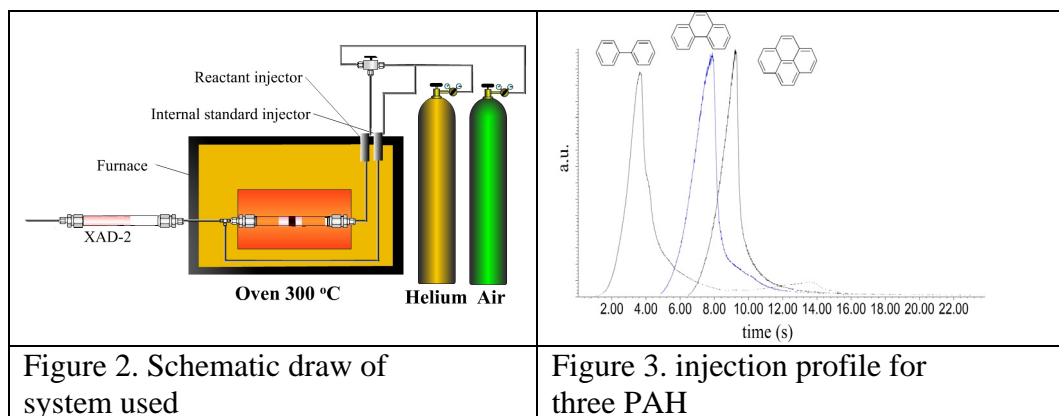 Reactant injector
Internal standard injector
Furnace
XAD-2
Oven 300 °C
Helium
Air
a.u.
2.00 4.00 6.00 8.00 10.00 12.00 14.00 16.00 18.00 20.00 22.00
time (s)
Figure 2. Schematic draw of
system used
Figure 3. injection profile for
three PAH